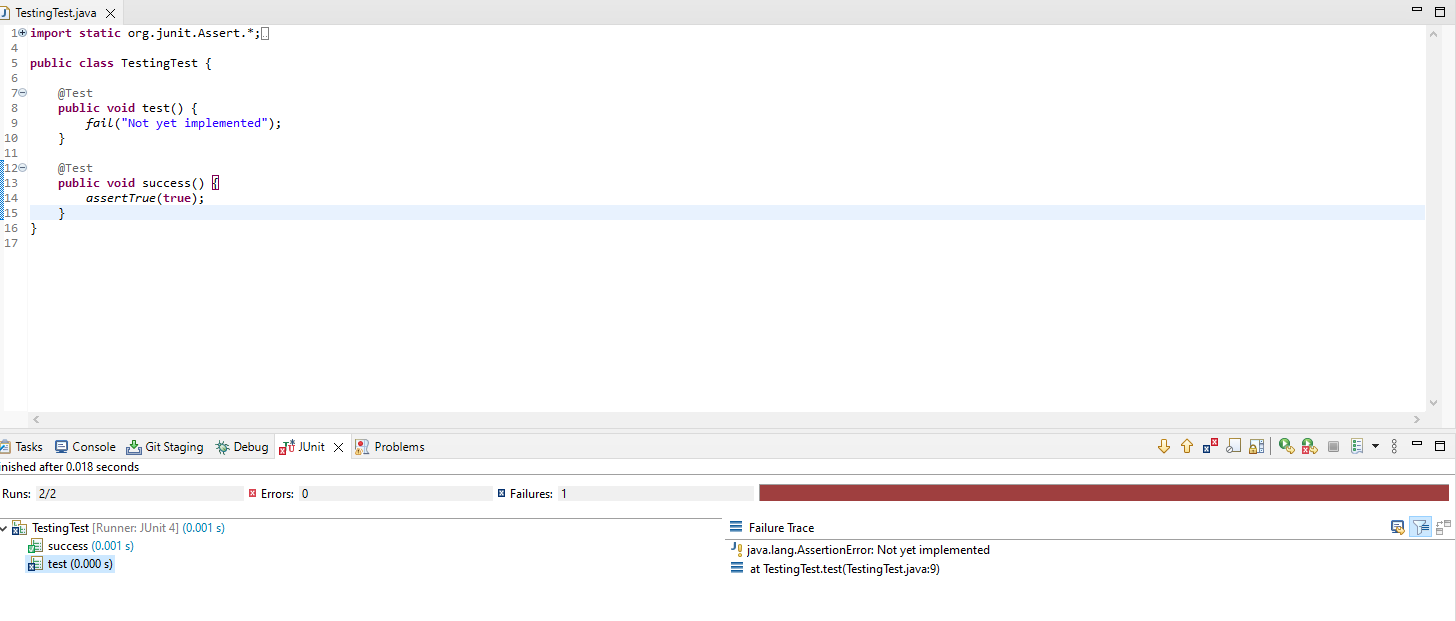 TestingTest.java
1 import static org.junit.Assert.*;
4
5 public class TestingTest {
6
7 @Test
8 public void test() {
9 fail("Not yet implemented");
10 }
11
12 @Test
13 public void success() {
14 assertTrue(true);
15 }
16 }
17
Tasks Console Git Staging Debug JUnit Problems
inished after 0.018 seconds
Runs: 2/2 Errors: 0 Failures: 1
TestingTest [Runner: JUnit 4] (0.001 s)
success (0.001 s)
test (0.000 s)
Failure Trace
java.lang.AssertionError: Not yet implemented
at TestingTest.test(TestingTest.java:9)